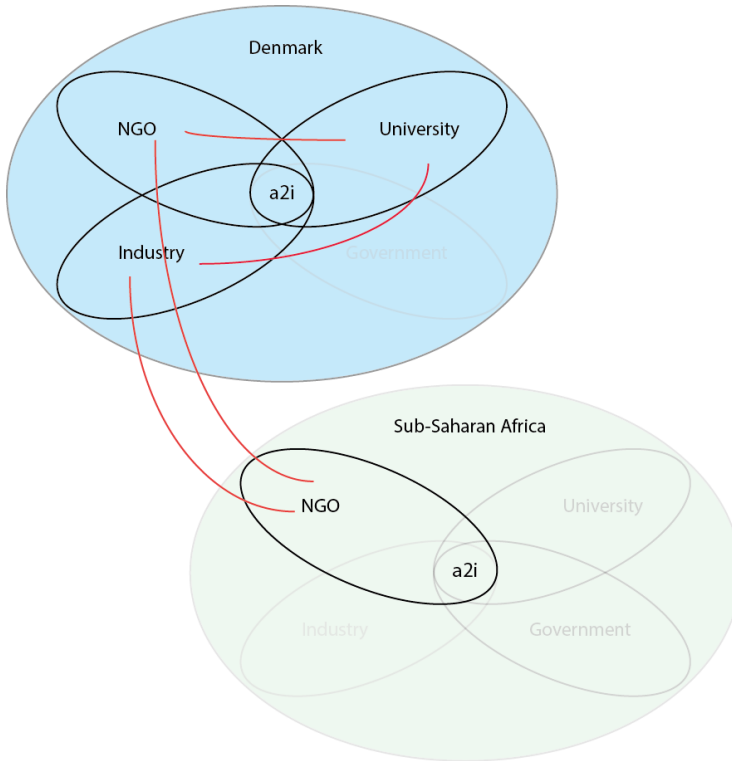 Denmark
NGO
University
a2i
Industry
Government
Sub-Saharan Africa
NGO
University
a2i
Industry
Government